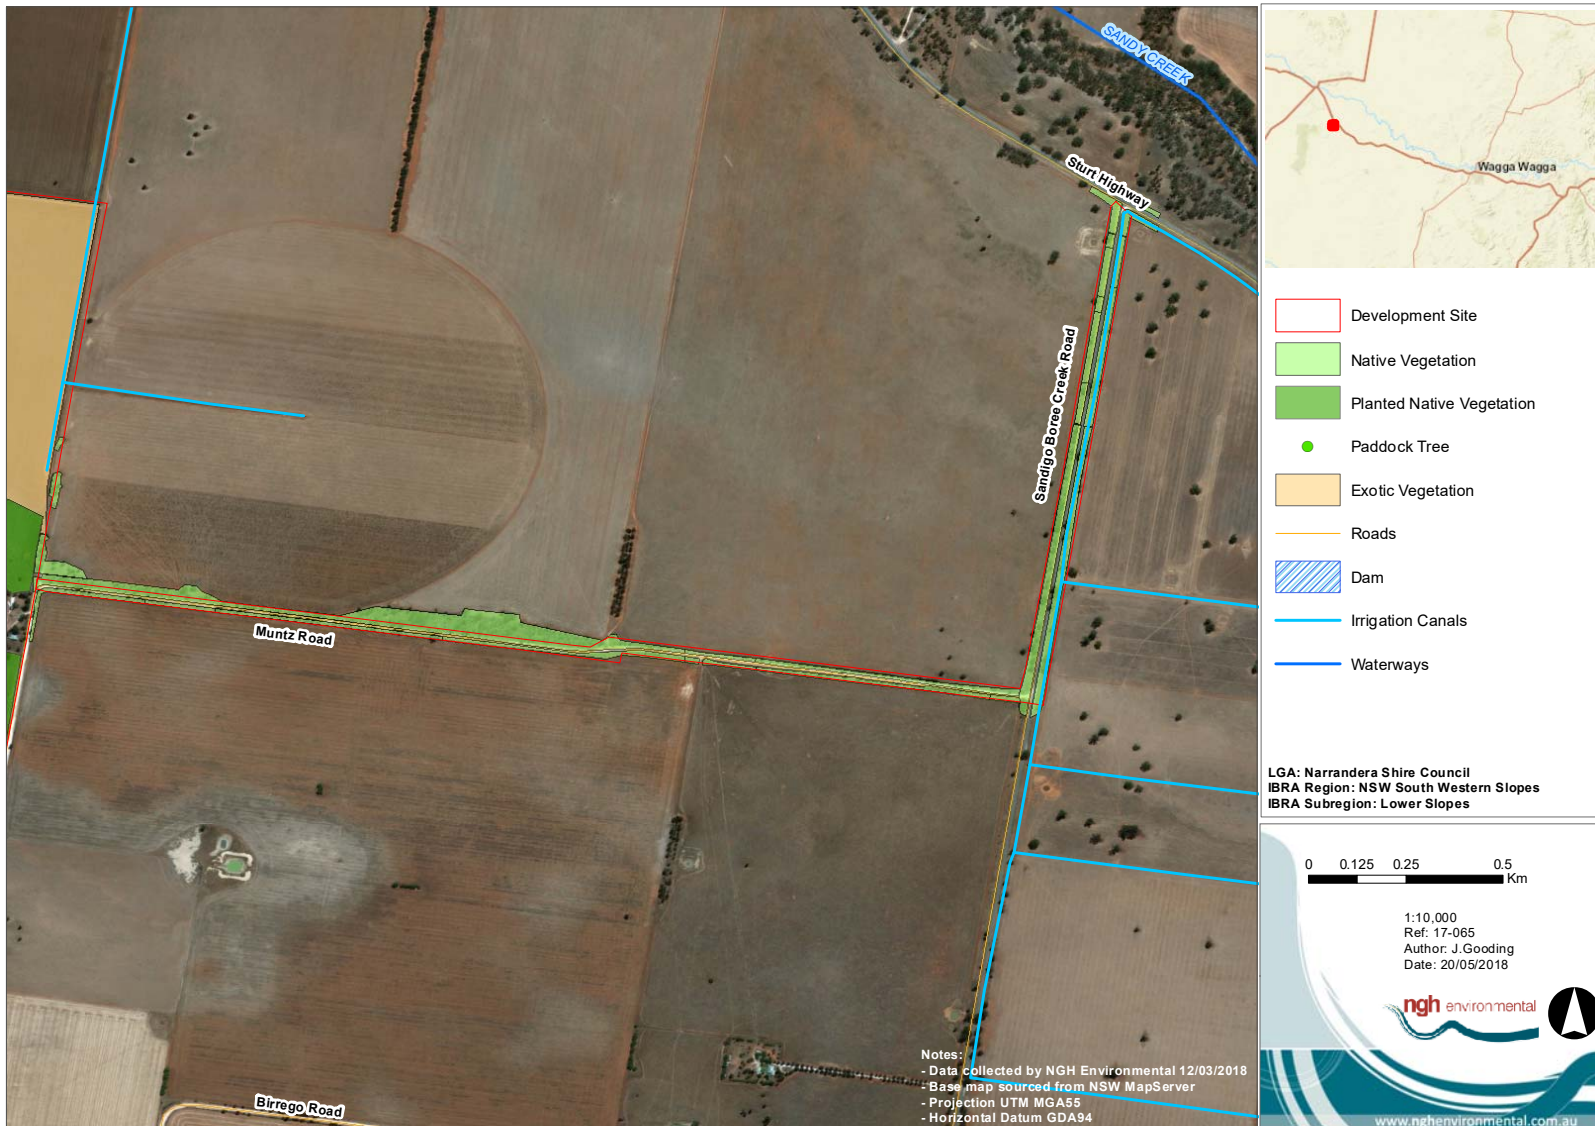 SANDY CREEK
Sturt Highway
Sandigo Boree Creek Road
Muntz Road
Birrego Road
Notes:
- Data collected by NGH Environmental 12/03/2018
- Base map sourced from NSW MapServer
- Projection UTM MGA55
- Horizontal Datum GDA94
Wagga Wagga
Development Site
Native Vegetation
Planted Native Vegetation
Paddock Tree
Exotic Vegetation
Roads
Dam
Irrigation Canals
Waterways
LGA: Narrandera Shire Council
IBRA Region: NSW South Western Slopes
IBRA Subregion: Lower Slopes
0 0.125 0.25 0.5
Km
1:10,000
Ref: 17-065
Author: J.Gooding
Date: 20/05/2018
ngh environmental
www.nghenvironmental.com.au